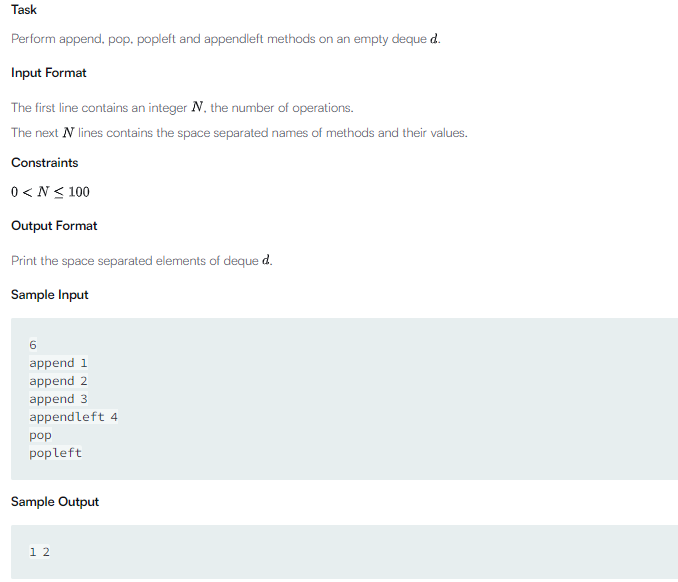 Task
Perform append, pop, popleft and appendleft methods on an empty deque d.
Input Format
The first line contains an integer N, the number of operations.
The next N lines contains the space separated names of methods and their values.
Constraints
0 < N ≤ 100
Output Format
Print the space separated elements of deque d.
Sample Input
6
append 1
append 2
append 3
appendleft 4
pop
popleft
Sample Output
1 2